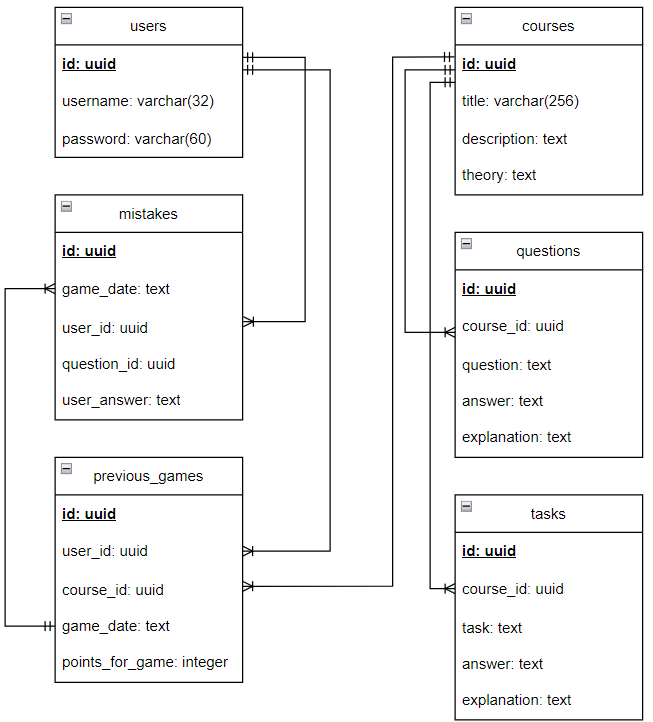 users
id: uuid
username: varchar(32)
password: varchar(60)
mistakes
id: uuid
game_date: text
user_id: uuid
question_id: uuid
user_answer: text
previous_games
id: uuid
user_id: uuid
course_id: uuid
game_date: text
points_for_game: integer
courses
id: uuid
title: varchar(256)
description: text
theory: text
questions
id: uuid
course_id: uuid
question: text
answer: text
explanation: text
tasks
id: uuid
course_id: uuid
task: text
answer: text
explanation: text